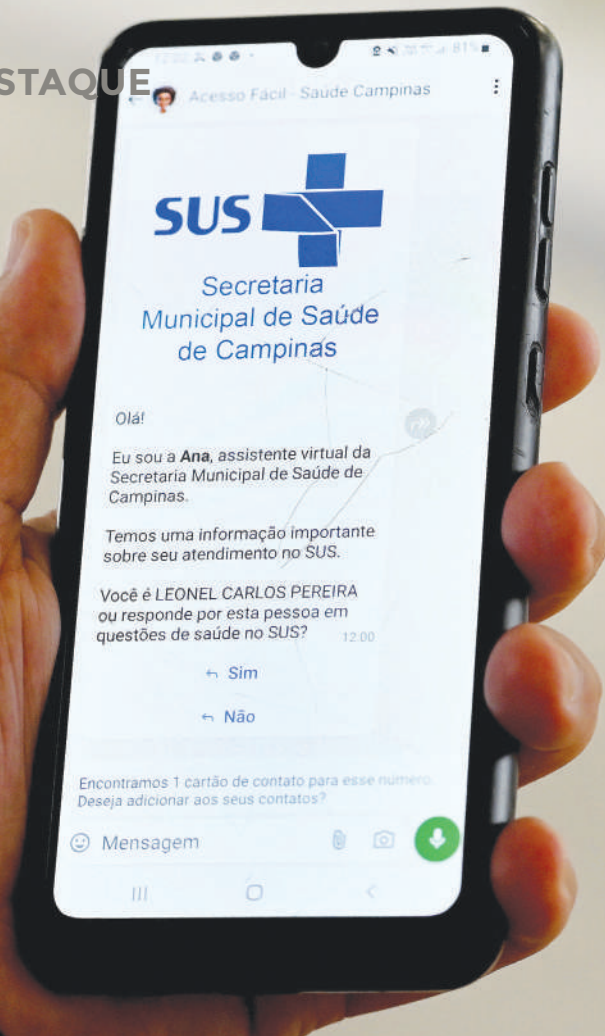 STAQUE
12:02
81%
Acesso Fácil - Saúde Campinas
SUS
Secretaria
Municipal de Saúde
de Campinas
Olá!
Eu sou a Ana, assistente virtual da
Secretaria Municipal de Saúde de
Campinas.
Temos uma informação importante
sobre seu atendimento no SUS.
Você é LEONEL CARLOS PEREIRA
ou responde por esta pessoa em
questões de saúde no SUS?
12:00
Sim
Não
Encontramos 1 cartão de contato para esse número.
Deseja adicionar aos seus contatos?
Mensagem